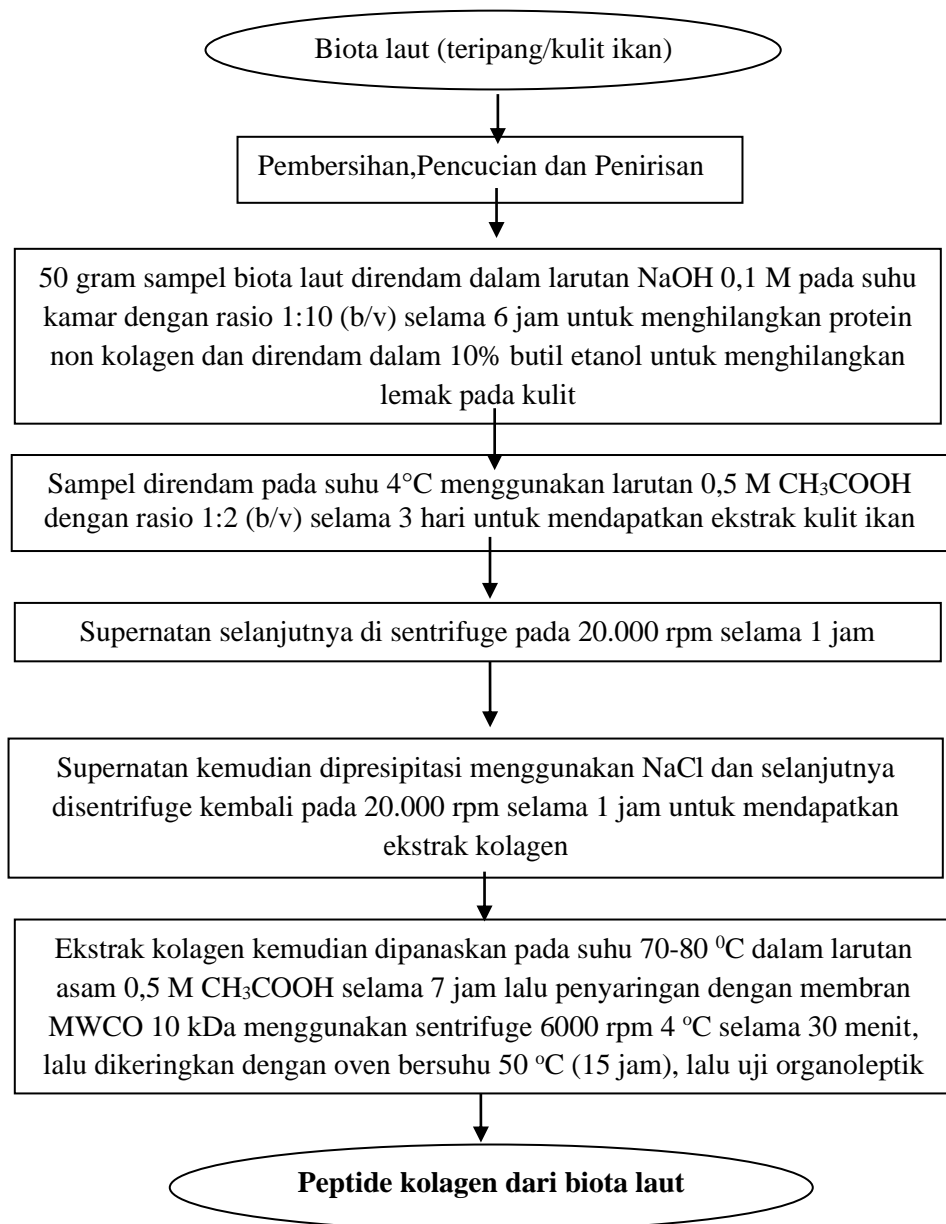 Biota laut (teripang/kulit ikan)
Pembersihan,Pencucian dan Penirisan
50 gram sampel biota laut direndam dalam larutan NaOH 0,1 M pada suhu
kamar dengan rasio 1:10 (b/v) selama 6 jam untuk menghilangkan protein
non kolagen dan direndam dalam 10% butil etanol untuk menghilangkan
lemak pada kulit
Sampel direndam pada suhu 4°C menggunakan larutan 0,5 M CH₃COOH
dengan rasio 1:2 (b/v) selama 3 hari untuk mendapatkan ekstrak kulit ikan
Supernatan selanjutnya di sentrifuge pada 20.000 rpm selama 1 jam
Supernatan kemudian dipresipitasi menggunakan NaCl dan selanjutnya
disentrifuge kembali pada 20.000 rpm selama 1 jam untuk mendapatkan
ekstrak kolagen
Ekstrak kolagen kemudian dipanaskan pada suhu 70-80 ⁰C dalam larutan
asam 0,5 M CH₃COOH selama 7 jam lalu penyaringan dengan membran
MWCO 10 kDa menggunakan sentrifuge 6000 rpm 4 ᵒC selama 30 menit,
lalu dikeringkan dengan oven bersuhu 50 ᵒC (15 jam), lalu uji organoleptik
Peptide kolagen dari biota laut